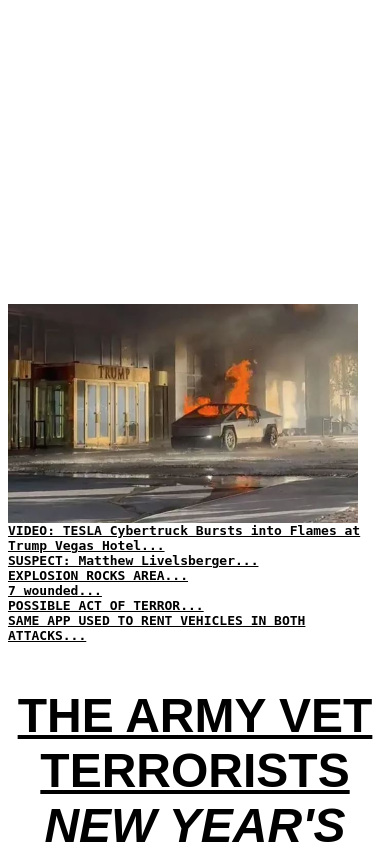 TRUMP
VIDEO: TESLA Cybertruck Bursts into Flames at
Trump Vegas Hotel...
SUSPECT: Matthew Livelsberger...
EXPLOSION ROCKS AREA...
7 wounded...
POSSIBLE ACT OF TERROR...
SAME APP USED TO RENT VEHICLES IN BOTH
ATTACKS...
THE ARMY VET
TERRORISTS
NEW YEAR'S